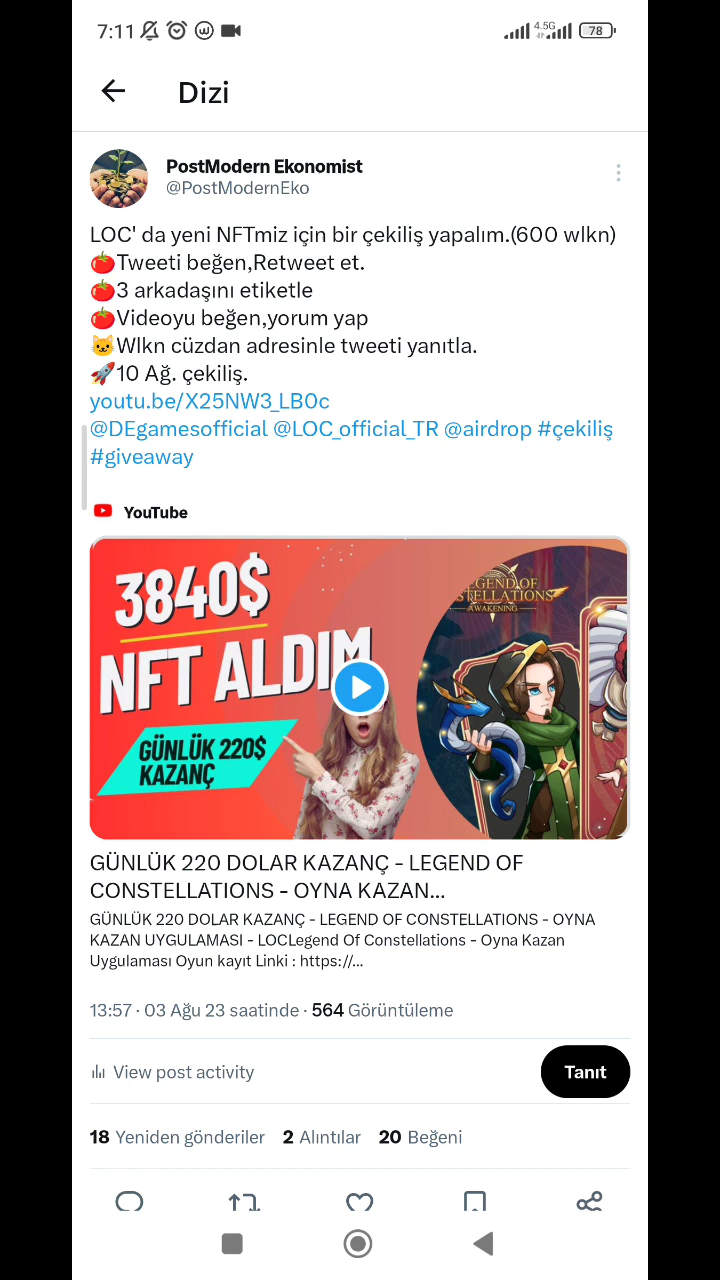 7:11
4.5G
78
Dizi
PostModern Ekonomist
@PostModernEko
LOC' da yeni NFTmiz için bir çekiliş yapalım.(600 wlkn)
🍅Tweeti beğen,Retweet et.
🍅3 arkadaşını etiketle
🍅Videoyu beğen,yorum yap
🐱Wlkn cüzdan adresinle tweeti yanıtla.
🚀10 Ağ. çekiliş.
youtu.be/X25NW3_LB0c
@DEgamesofficial @LOC_official_TR @airdrop #çekiliş
#giveaway
YouTube
3840$
NFT ALDIM
GÜNLÜK 220$
KAZANÇ
EGEND OF
STELLATIONS
AWAKENING
GÜNLÜK 220 DOLAR KAZANÇ - LEGEND OF
CONSTELLATIONS - OYNA KAZAN...
GÜNLÜK 220 DOLAR KAZANÇ - LEGEND OF CONSTELLATIONS - OYNA
KAZAN UYGULAMASI - LOCLegend Of Constellations - Oyna Kazan
Uygulaması Oyun kayıt Linki : https://...
13:57 · 03 Ağu 23 saatinde · 564 Görüntüleme
View post activity
Tanıt
18 Yeniden gönderiler 2 Alıntılar 20 Beğeni